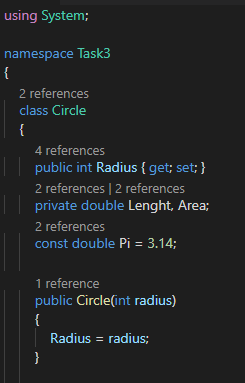 using System;
namespace Task3
{
2 references
class Circle
{
4 references
public int Radius { get; set; }
2 references | 2 references
private double Lenght, Area;
2 references
const double Pi = 3.14;
1 reference
public Circle(int radius)
{
Radius = radius;
}